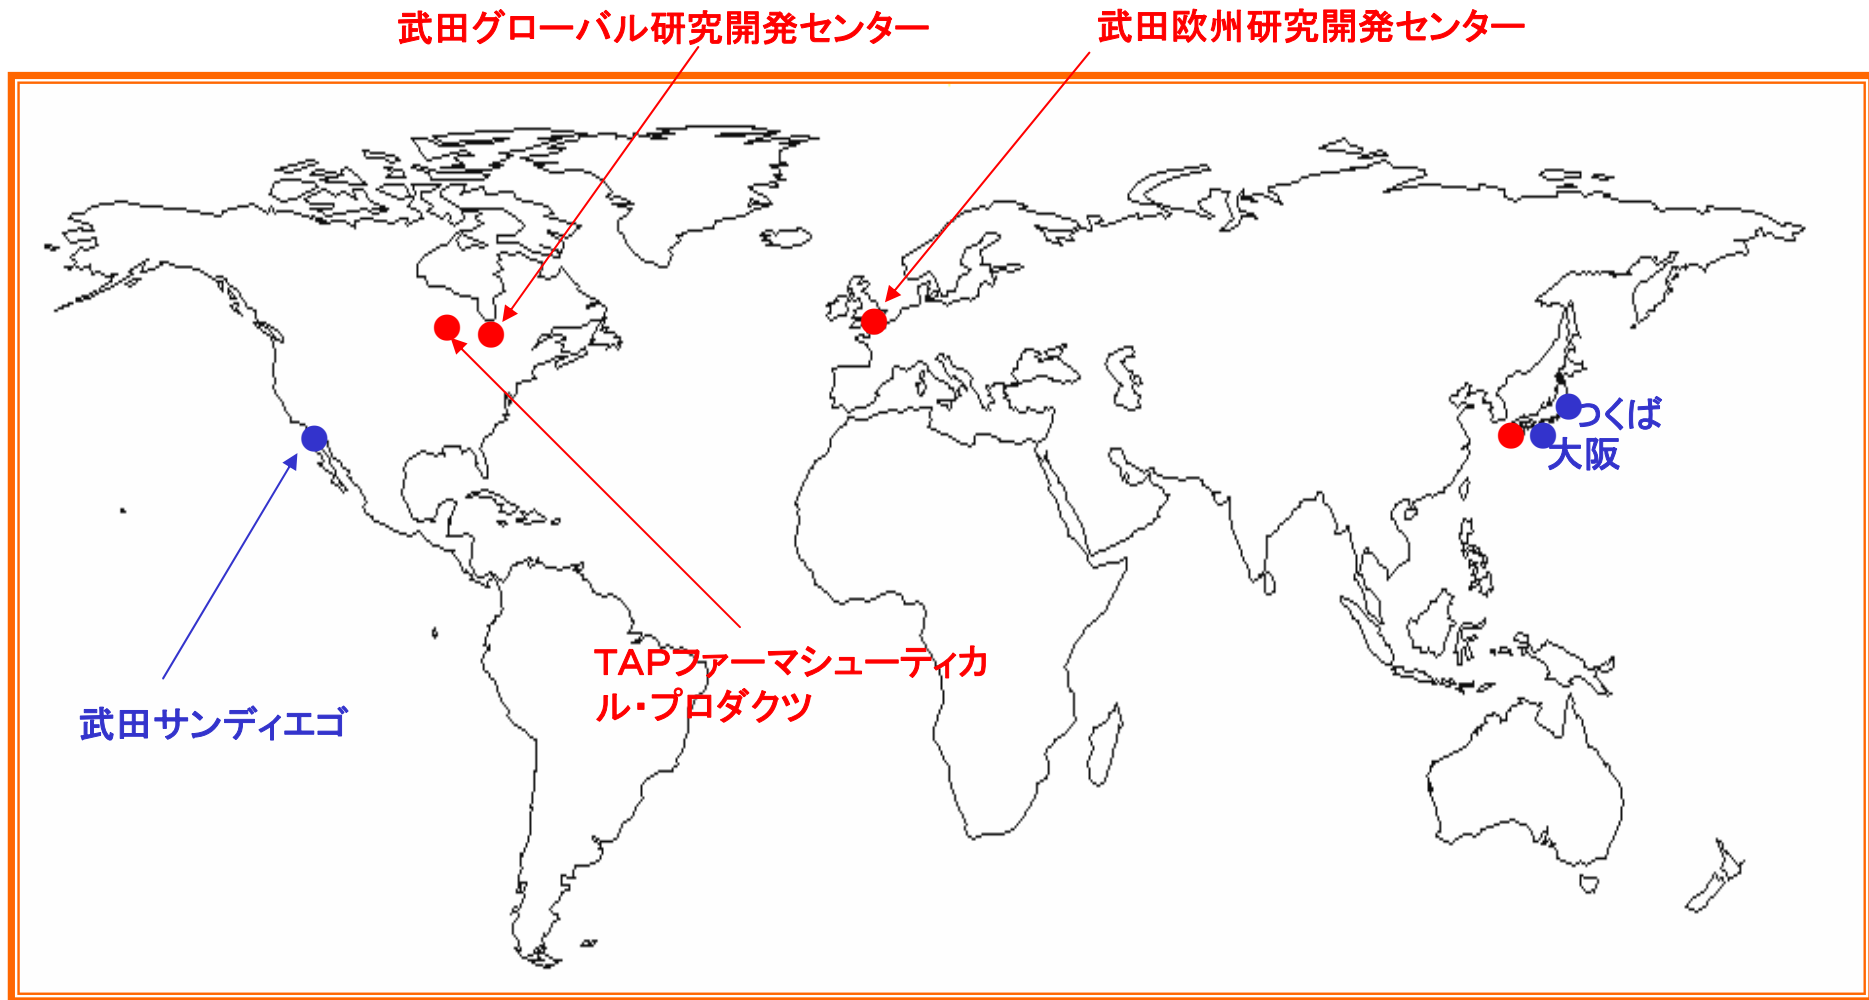 武田グローバル研究開発センター
武田欧州研究開発センター
つくば
大阪
TAPファーマシューティカ
ル・プロダクツ
武田サンディエゴ